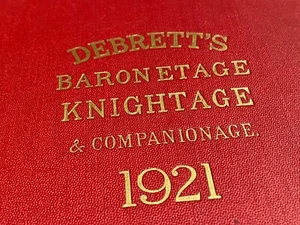 DEBRETT'S
BARONETAGE
KNIGHTAGE
& COMPANIONAGE.
1921